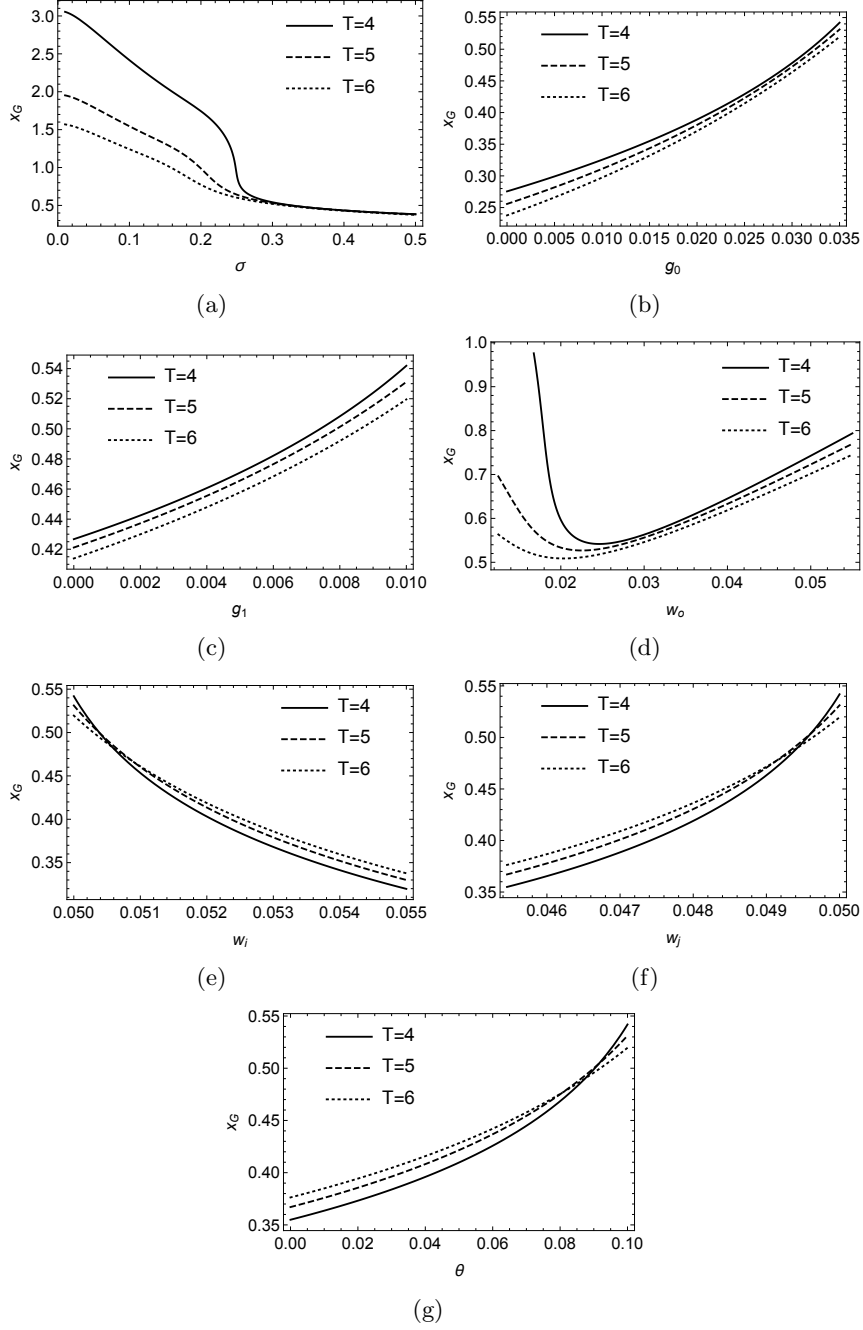 3.0
2.5
2.0
1.5
1.0
0.5
x_G
0.0 0.1 0.2 0.3 0.4 0.5
σ
T=4
T=5
T=6
(a)
0.55
0.50
0.45
0.40
0.35
0.30
0.25
x_G
0.000 0.005 0.010 0.015 0.020 0.025 0.030 0.035
g_0
T=4
T=5
T=6
(b)
0.54
0.52
0.50
0.48
0.46
0.44
0.42
x_G
0.000 0.002 0.004 0.006 0.008 0.010
g_1
T=4
T=5
T=6
(c)
1.0
0.9
0.8
0.7
0.6
0.5
x_G
0.02 0.03 0.04 0.05
w_o
T=4
T=5
T=6
(d)
0.55
0.50
0.45
0.40
0.35
x_G
0.050 0.051 0.052 0.053 0.054 0.055
w_i
T=4
T=5
T=6
(e)
0.55
0.50
0.45
0.40
0.35
x_G
0.046 0.047 0.048 0.049 0.050
w_j
T=4
T=5
T=6
(f)
0.55
0.50
0.45
0.40
0.35
x_G
0.00 0.02 0.04 0.06 0.08 0.10
θ
T=4
T=5
T=6
(g)